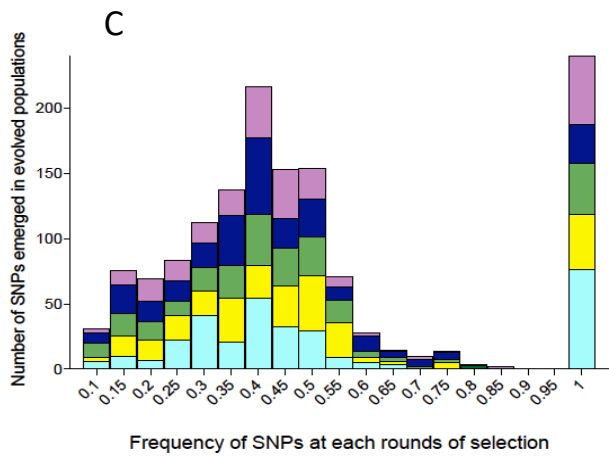 C
Number of SNPs emerged in evolved populations
200
150
100
50
0
0.1 0.15 0.2 0.25 0.3 0.35 0.4 0.45 0.5 0.55 0.6 0.65 0.7 0.75 0.8 0.85 0.9 0.95 1
Frequency of SNPs at each rounds of selection